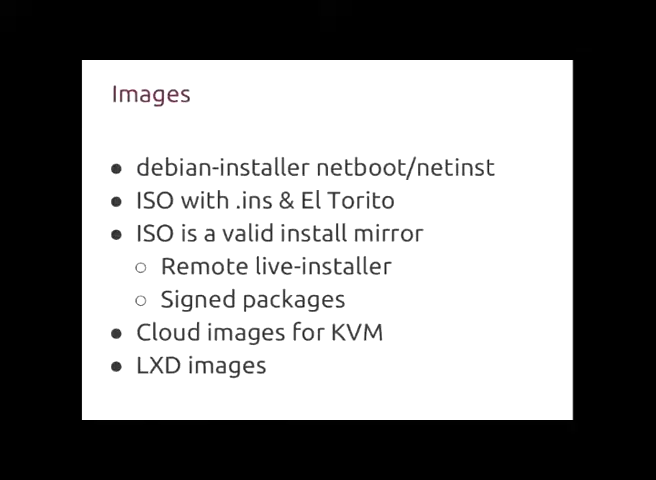 Images
● debian-installer netboot/netinst
● ISO with .ins & El Torito
● ISO is a valid install mirror
○ Remote live-installer
○ Signed packages
● Cloud images for KVM
● LXD images